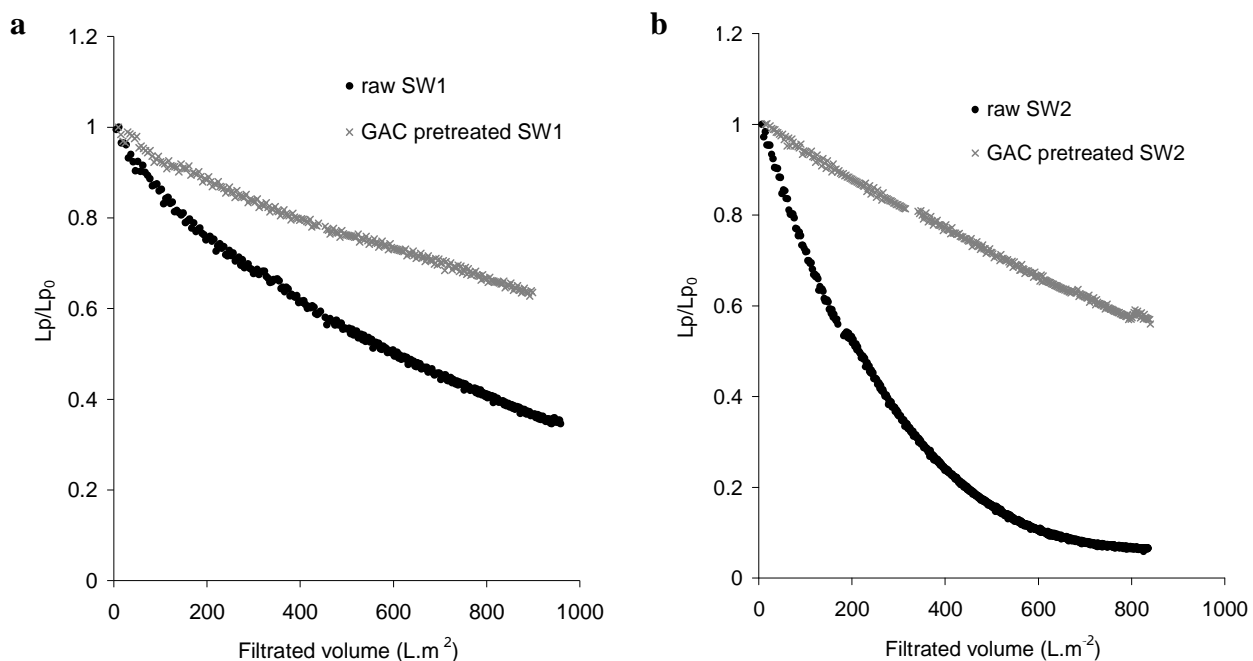 a
1.2
1
0.8
0.6
0.4
0.2
0
Lp/Lp₀
raw SW1
GAC pretreated SW1
0 200 400 600 800 1000
Filtrated volume (L.m²)
b
1.2
1
0.8
0.6
0.4
0.2
0
Lp/Lp₀
raw SW2
GAC pretreated SW2
0 200 400 600 800 1000
Filtrated volume (L.m⁻²)